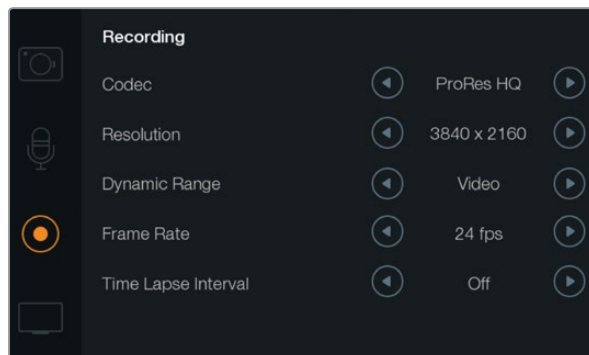 Recording
Codec ProRes HQ
Resolution 3840 x 2160
Dynamic Range Video
Frame Rate 24 fps
Time Lapse Interval Off